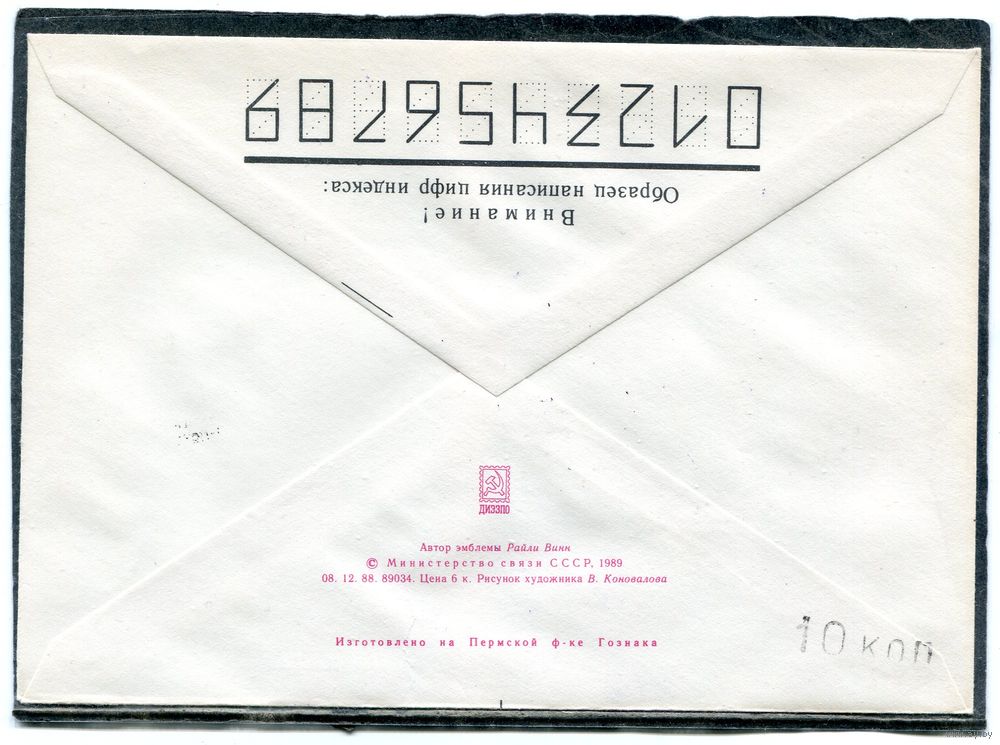 0123456789
Образец написания цифр индекса:
Внимание!
ДИЭЗПО
Автор эмблемы Райли Винн
© Министерство связи СССР, 1989
08. 12. 88. 89034. Цена 6 к. Рисунок художника В. Коновалова
Изготовлено на Пермской ф-ке Гознака
10 коп